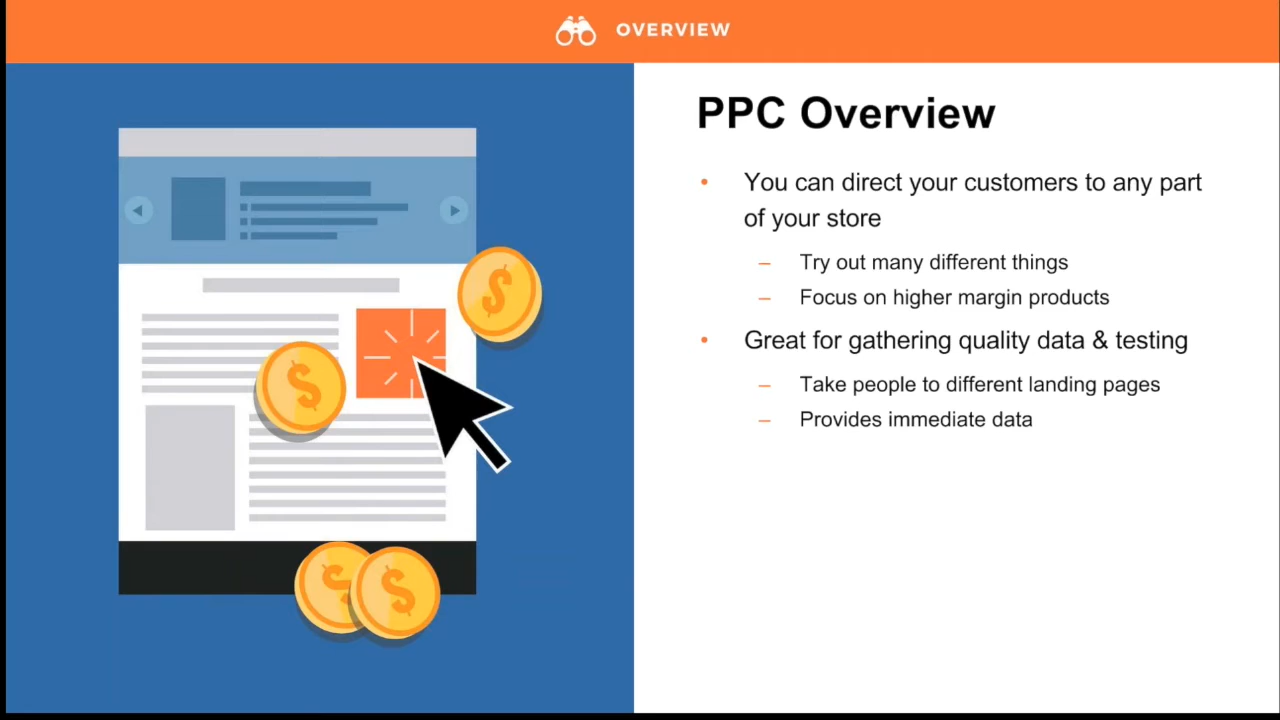 OVERVIEW
PPC Overview
• You can direct your customers to any part
of your store
– Try out many different things
– Focus on higher margin products
• Great for gathering quality data & testing
– Take people to different landing pages
– Provides immediate data
$
$
$
$